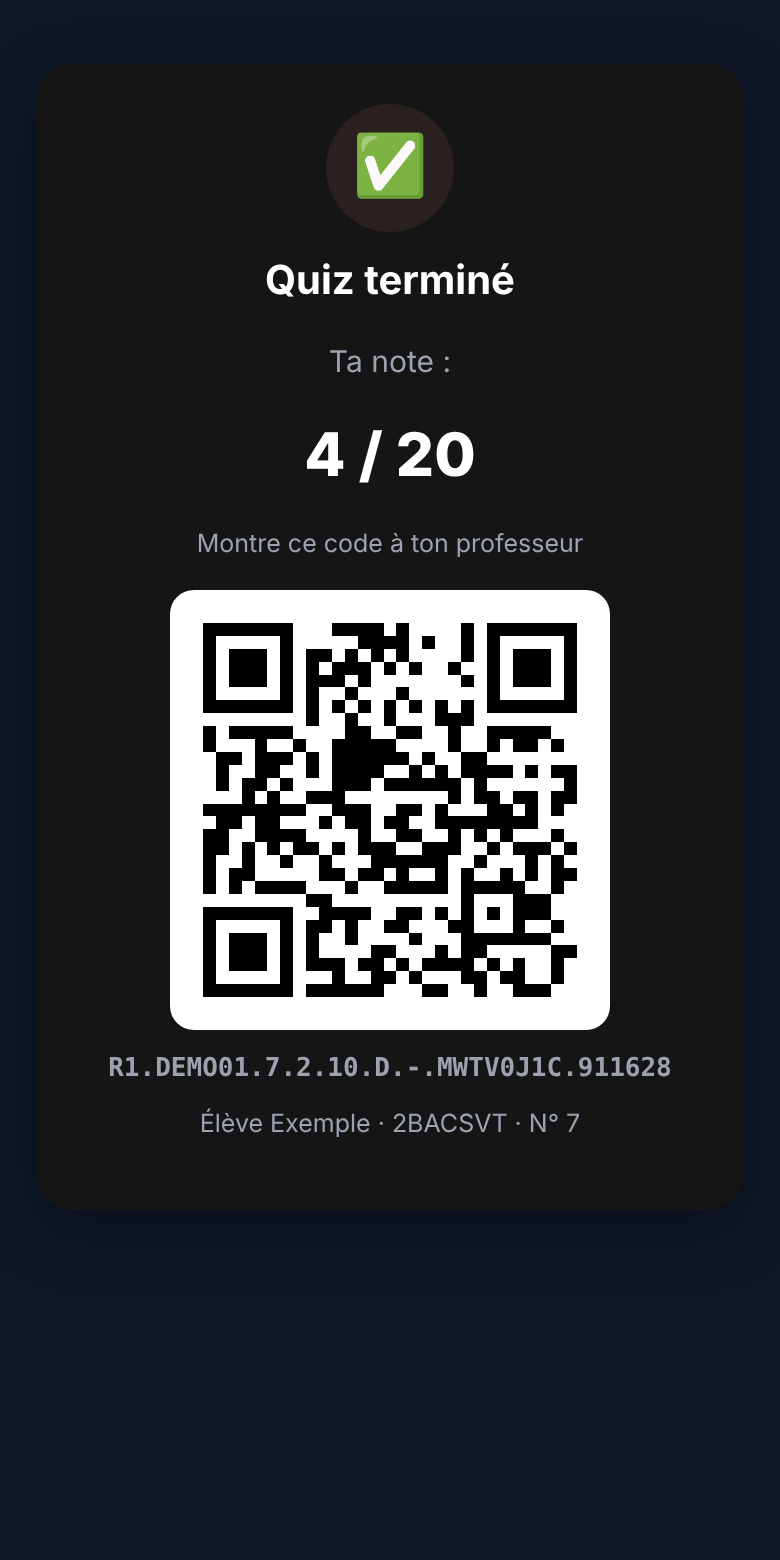 Quiz terminé
Ta note :
4 / 20
Montre ce code à ton professeur
R1.DEMO01.7.2.10.D.-.MWTV0J1C.911628
Élève Exemple · 2BACSVT · N° 7